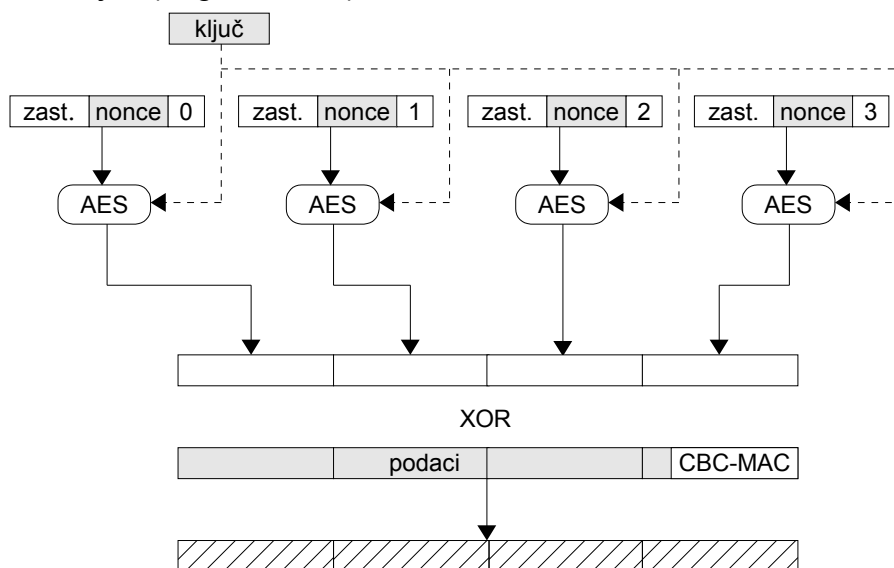 ključ
zast. nonce 0 zast. nonce 1 zast. nonce 2 zast. nonce 3
AES AES AES AES
XOR
podaci CBC-MAC